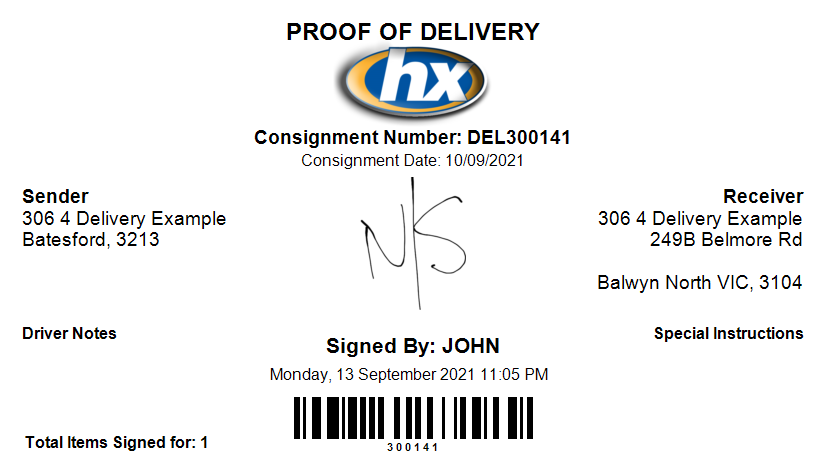 PROOF OF DELIVERY
hx
Consignment Number: DEL300141
Consignment Date: 10/09/2021
Sender
306 4 Delivery Example
Batesford, 3213
N/S
Receiver
306 4 Delivery Example
249B Belmore Rd
Balwyn North VIC, 3104
Driver Notes
Special Instructions
Signed By: JOHN
Monday, 13 September 2021 11:05 PM
300141
Total Items Signed for: 1